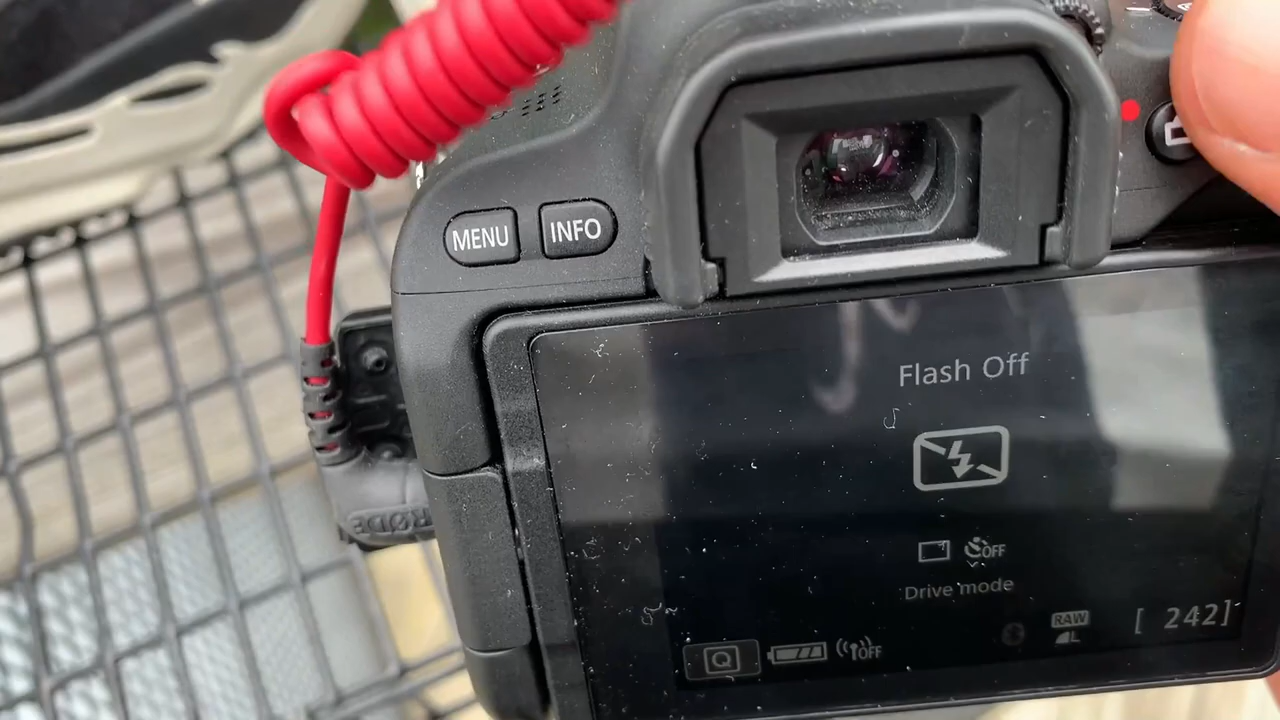 MENU INFO
Flash Off
OFF
Drive mode
RØDE
Q OFF RAW [ 242]
L